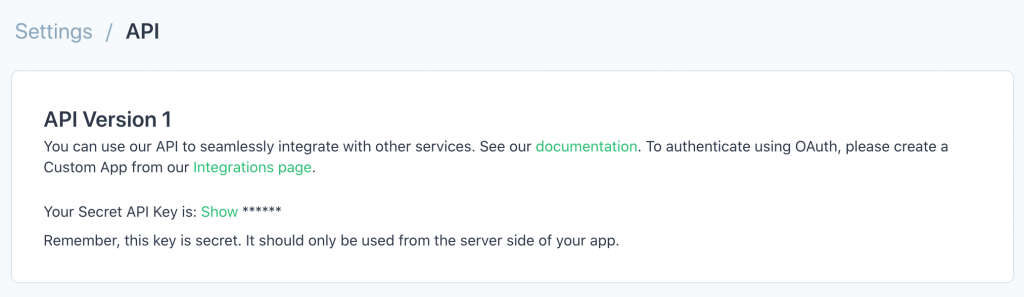 Settings / API
API Version 1
You can use our API to seamlessly integrate with other services. See our documentation. To authenticate using OAuth, please create a
Custom App from our Integrations page.
Your Secret API Key is: Show ******
Remember, this key is secret. It should only be used from the server side of your app.